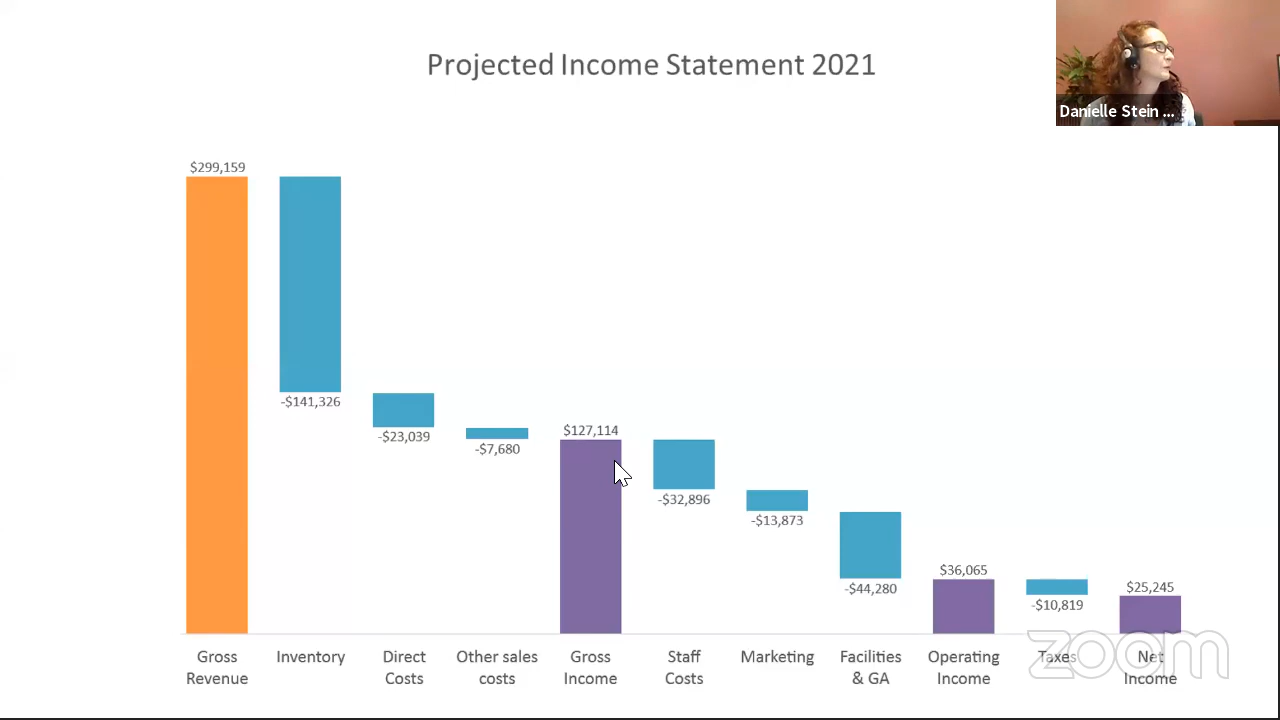 Projected Income Statement 2021
Danielle Stein ...
$299,159
-$141,326
-$23,039
-$7,680
$127,114
-$32,896
-$13,873
-$44,280
$36,065
-$10,819
$25,245
Gross
Revenue
Inventory
Direct
Costs
Other sales
costs
Gross
Income
Staff
Costs
Marketing
Facilities
& GA
Operating
Income
Taxes
Net
Income
zoom